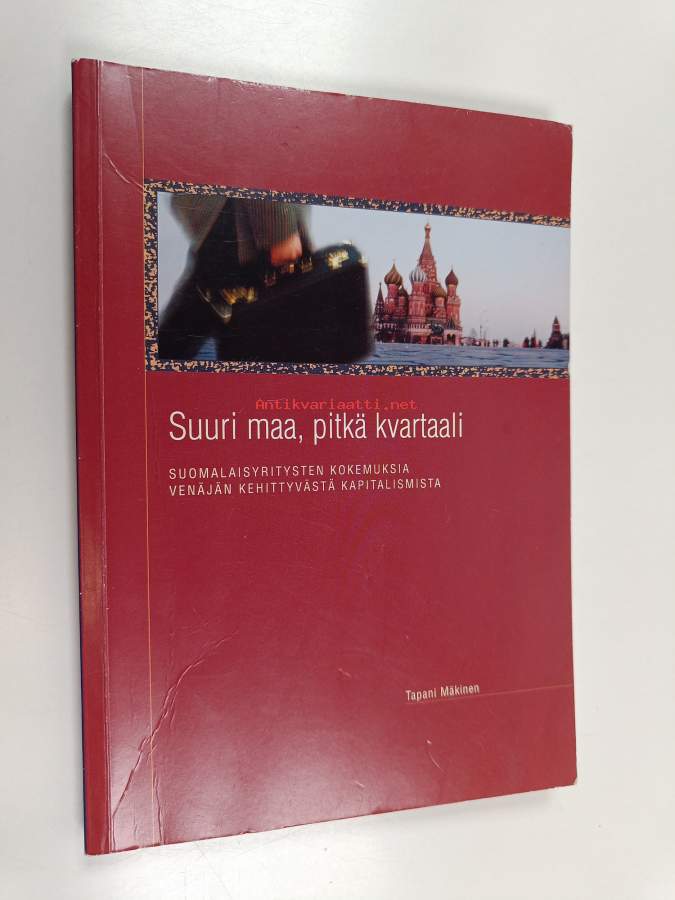 Antikvariaatti.net
Suuri maa, pitkä kvartaali
SUOMALAISYRITYSTEN KOKEMUKSIA
VENÄJÄN KEHITTYVÄSTÄ KAPITALISMISTA
Tapani Mäkinen